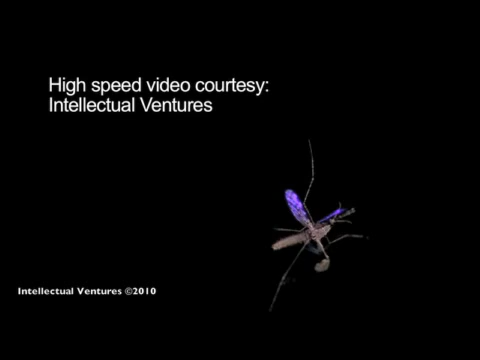 High speed video courtesy:
Intellectual Ventures
Intellectual Ventures ©2010